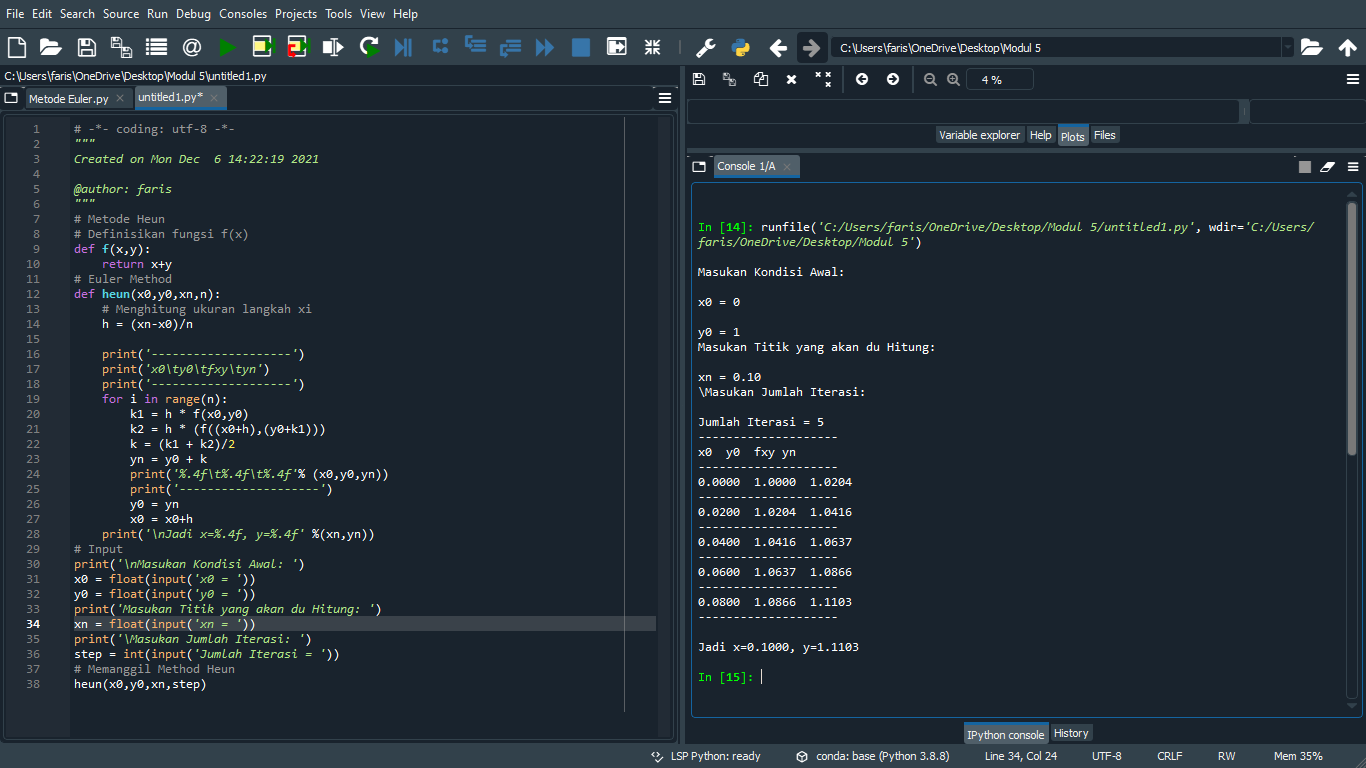 File Edit Search Source Run Debug Consoles Projects Tools View Help
C:\Users\faris\OneDrive\Desktop\Modul 5
C:\Users\faris\OneDrive\Desktop\Modul 5\untitled1.py
Metode Euler.py
untitled1.py*
1 # -*- coding: utf-8 -*-
2 """
3 Created on Mon Dec  6 14:22:19 2021
4
5 @author: faris
6 """
7 # Metode Heun
8 # Definisikan fungsi f(x)
9 def f(x,y):
10     return x+y
11 # Euler Method
12 def heun(x0,y0,xn,n):
13     # Menghitung ukuran langkah xi
14     h = (xn-x0)/n
15
16     print('--------------------')
17     print('x0\ty0\tfxy\tyn')
18     print('--------------------')
19     for i in range(n):
20         k1 = h * f(x0,y0)
21         k2 = h * (f((x0+h),(y0+k1)))
22         k = (k1 + k2)/2
23         yn = y0 + k
24         print('%.4f\t%.4f\t%.4f'% (x0,y0,yn))
25         print('--------------------')
26         y0 = yn
27         x0 = x0+h
28     print('\nJadi x=%.4f, y=%.4f' %(xn,yn))
29 # Input
30 print('\nMasukan Kondisi Awal: ')
31 x0 = float(input('x0 = '))
32 y0 = float(input('y0 = '))
33 print('Masukan Titik yang akan du Hitung: ')
34 xn = float(input('xn = '))
35 print('\Masukan Jumlah Iterasi: ')
36 step = int(input('Jumlah Iterasi = '))
37 # Memanggil Method Heun
38 heun(x0,y0,xn,step)
4 %
Variable explorer Help Plots Files
Console 1/A
In [14]: runfile('C:/Users/faris/OneDrive/Desktop/Modul 5/untitled1.py', wdir='C:/Users/
faris/OneDrive/Desktop/Modul 5')
Masukan Kondisi Awal:
x0 = 0
y0 = 1
Masukan Titik yang akan du Hitung:
xn = 0.10
\Masukan Jumlah Iterasi:
Jumlah Iterasi = 5
--------------------
x0  y0  fxy yn
--------------------
0.0000  1.0000  1.0204
--------------------
0.0200  1.0204  1.0416
--------------------
0.0400  1.0416  1.0637
--------------------
0.0600  1.0637  1.0866
--------------------
0.0800  1.0866  1.1103
--------------------
Jadi x=0.1000, y=1.1103
In [15]:
IPython console History
LSP Python: ready conda: base (Python 3.8.8) Line 34, Col 24 UTF-8 CRLF RW Mem 35%